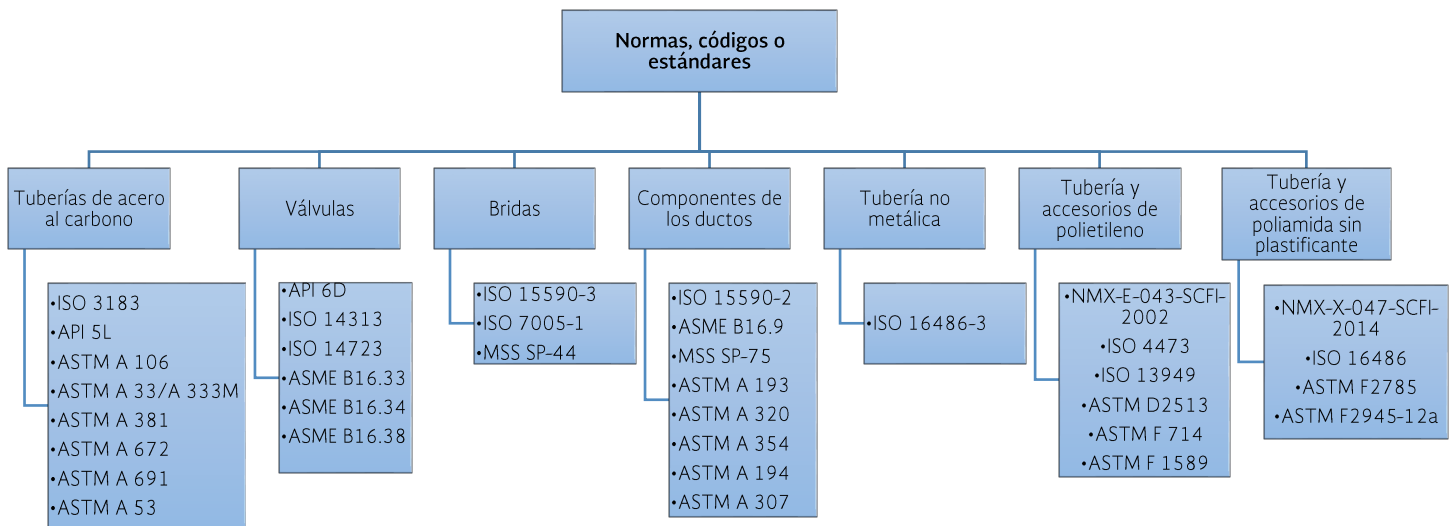 Normas, códigos o
estándares
Tuberías de acero
al carbono
Válvulas
Bridas
Componentes de
los ductos
Tubería no
metálica
Tubería y
accesorios de
polietileno
Tubería y
accesorios de
poliamida sin
plastificante
•ISO 3183
•API 5L
•ASTM A 106
•ASTM A 33/A 333M
•ASTM A 381
•ASTM A 672
•ASTM A 691
•ASTM A 53
•API 6D
•ISO 14313
•ISO 14723
•ASME B16.33
•ASME B16.34
•ASME B16.38
•ISO 15590-3
•ISO 7005-1
•MSS SP-44
•ISO 15590-2
•ASME B16.9
•MSS SP-75
•ASTM A 193
•ASTM A 320
•ASTM A 354
•ASTM A 194
•ASTM A 307
•ISO 16486-3
•NMX-E-043-SCFI-
2002
•ISO 4473
•ISO 13949
•ASTM D2513
•ASTM F 714
•ASTM F 1589
•NMX-X-047-SCFI-
2014
•ISO 16486
•ASTM F2785
•ASTM F2945-12a